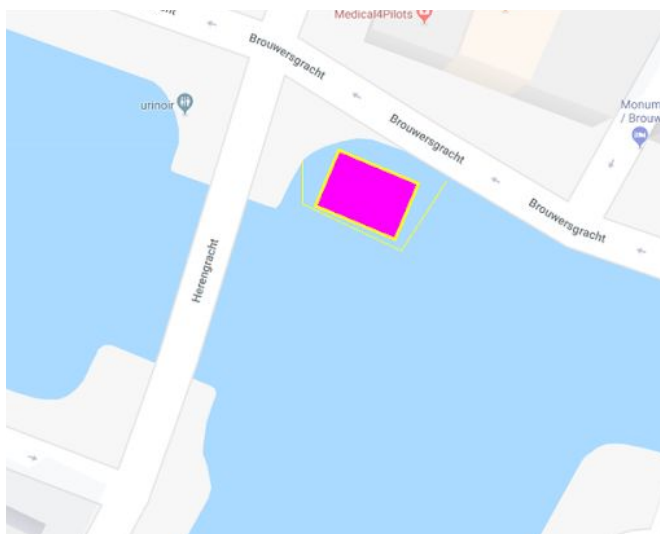 Medical4Pilots
Brouwersgracht
urinoir
Brouwersgracht
Monum
/ Brouw
Brouwersgracht
Herengracht